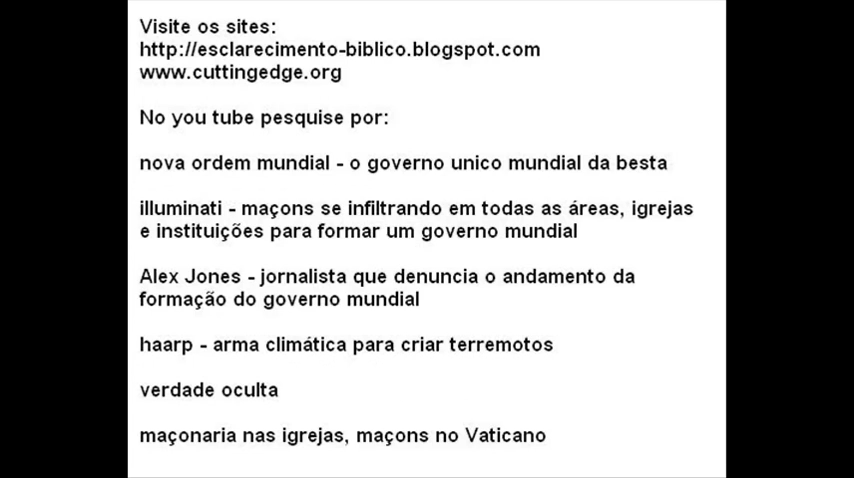 Visite os sites:
http://esclarecimento-biblico.blogspot.com
www.cuttingedge.org
No you tube pesquise por:
nova ordem mundial - o governo unico mundial da besta
illuminati - maçons se infiltrando em todas as áreas, igrejas
e instituições para formar um governo mundial
Alex Jones - jornalista que denuncia o andamento da
formação do governo mundial
haarp - arma climática para criar terremotos
verdade oculta
maçonaria nas igrejas, maçons no Vaticano